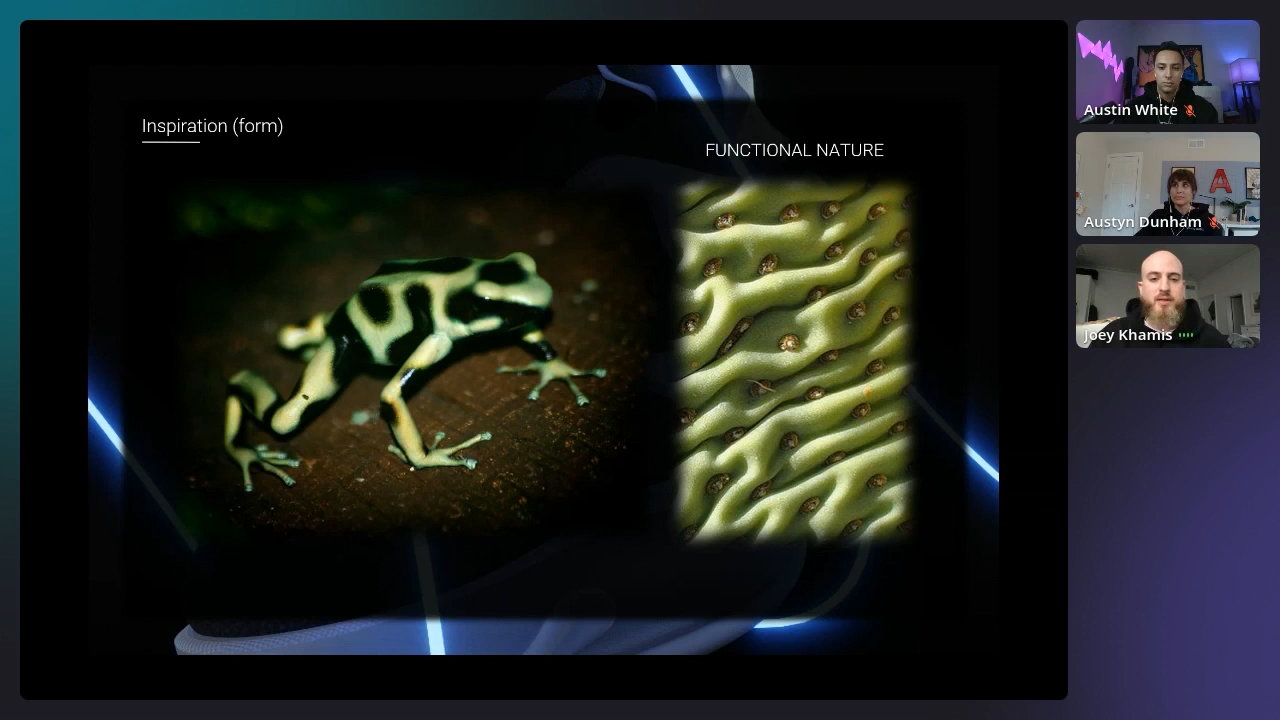 Inspiration (form)
FUNCTIONAL NATURE
Austin White
A
Austyn Dunham
Joey Khamis